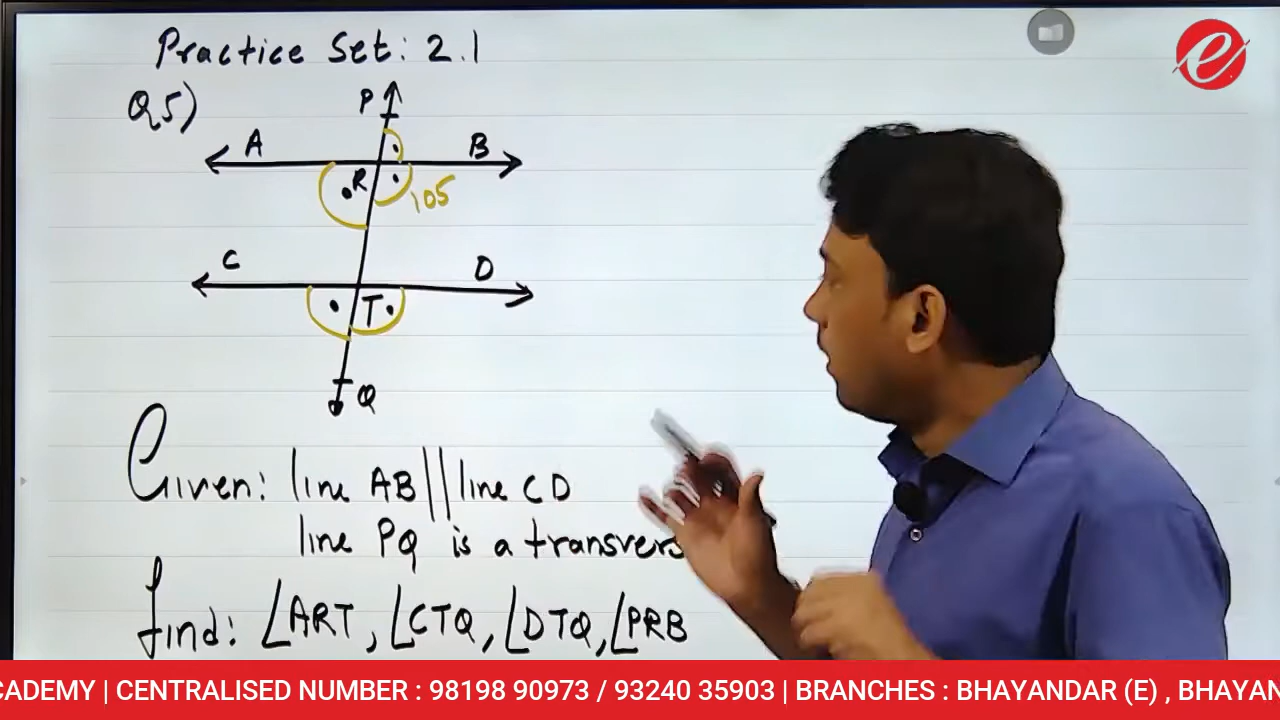 Practice Set: 2.1
Q5)
P
A B
R 105
C D
T
Q
Given: line AB || line CD
line PQ is a transvers
find: ∠ART, ∠CTQ, ∠DTQ, ∠PRB
CADEMY | CENTRALISED NUMBER : 98198 90973 / 93240 35903 | BRANCHES : BHAYANDAR (E) , BHAYAN